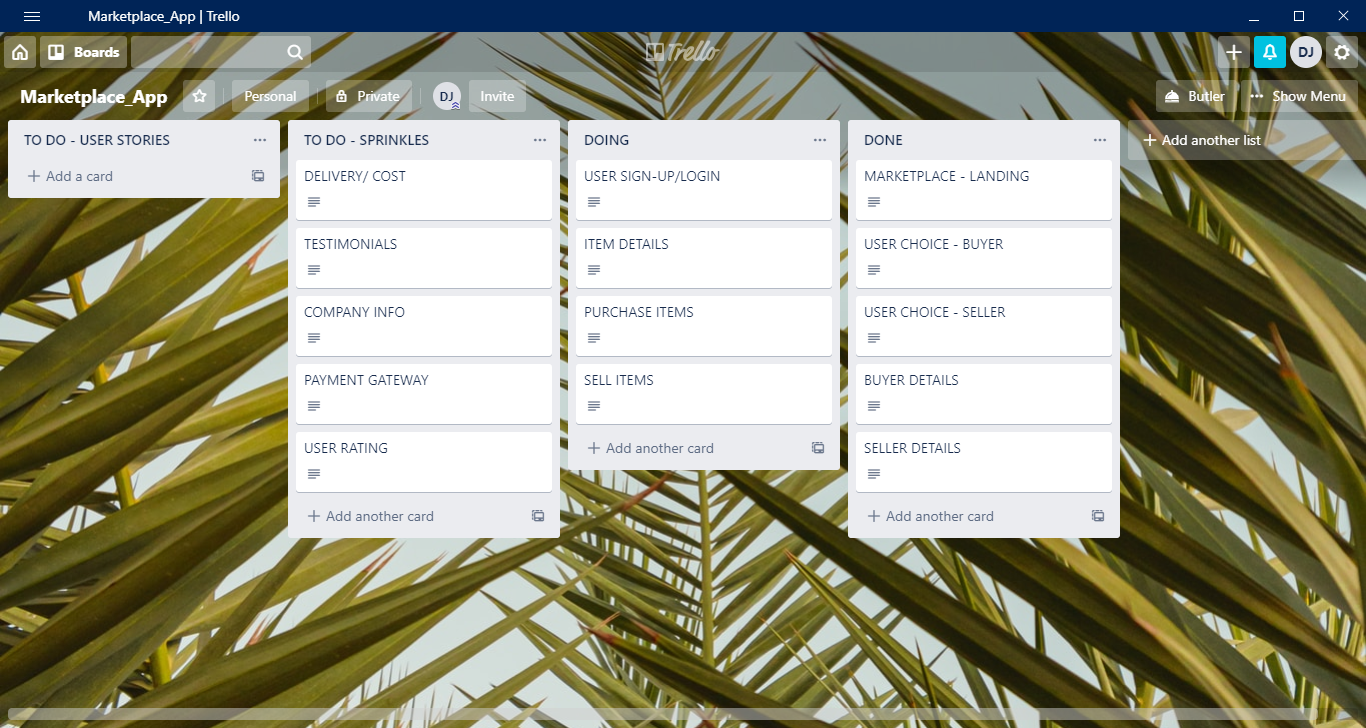 Marketplace_App | Trello
Boards
Trello
DJ
Marketplace_App
Personal
Private
DJ
Invite
Butler
Show Menu
TO DO - USER STORIES
Add a card
TO DO - SPRINKLES
DELIVERY/ COST
TESTIMONIALS
COMPANY INFO
PAYMENT GATEWAY
USER RATING
Add another card
DOING
USER SIGN-UP/LOGIN
ITEM DETAILS
PURCHASE ITEMS
SELL ITEMS
Add another card
DONE
MARKETPLACE - LANDING
USER CHOICE - BUYER
USER CHOICE - SELLER
BUYER DETAILS
SELLER DETAILS
Add another card
Add another list